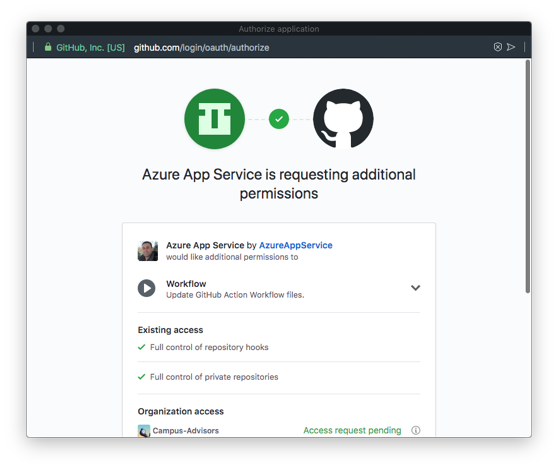 Authorize application
GitHub, Inc. [US] github.com/login/oauth/authorize
Azure App Service is requesting additional
permissions
Azure App Service by AzureAppService
would like additional permissions to
Workflow
Update GitHub Action Workflow files.
Existing access
Full control of repository hooks
Full control of private repositories
Organization access
Campus-Advisors Access request pending